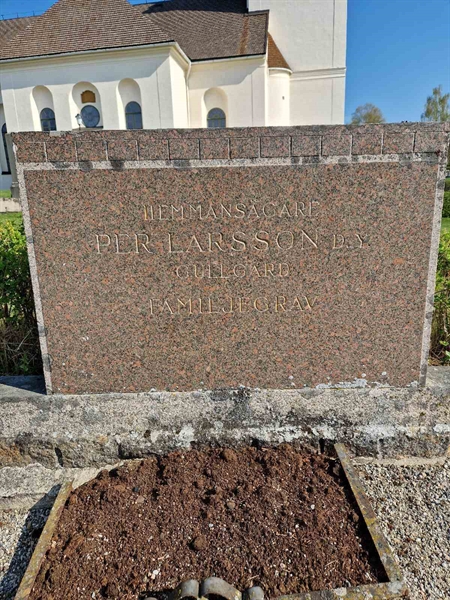 HEMMANSÄGARE
PER LARSSON D.Y.
GULLGÅRD
FAMILJEGRAV